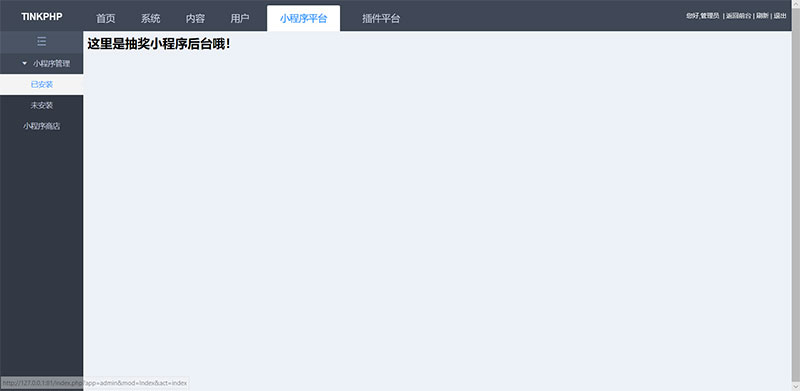 TINKPHP
首页 系统 内容 用户 小程序平台 插件平台
您好,管理员 | 返回前台 | 刷新 | 退出
这里是抽奖小程序后台哦!
小程序管理
已安装
未安装
小程序商店
http://127.0.0.1:81/index.php?app=admin&mod=Index&act=index